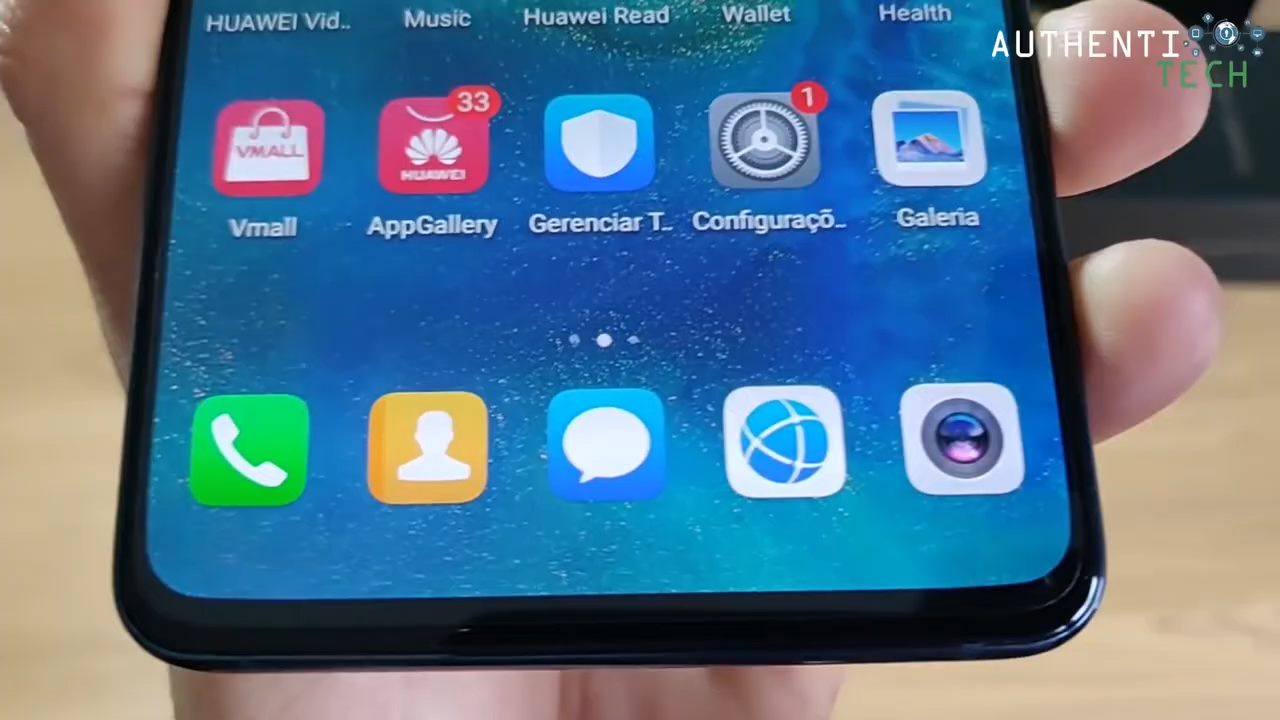 HUAWEI Vid.. Music Huawei Read Wallet Health
AUTHENTI
TECH
33 1
VMALL HUAWEI
Vmall AppGallery Gerenciar T.. Configuraçõ.. Galeria